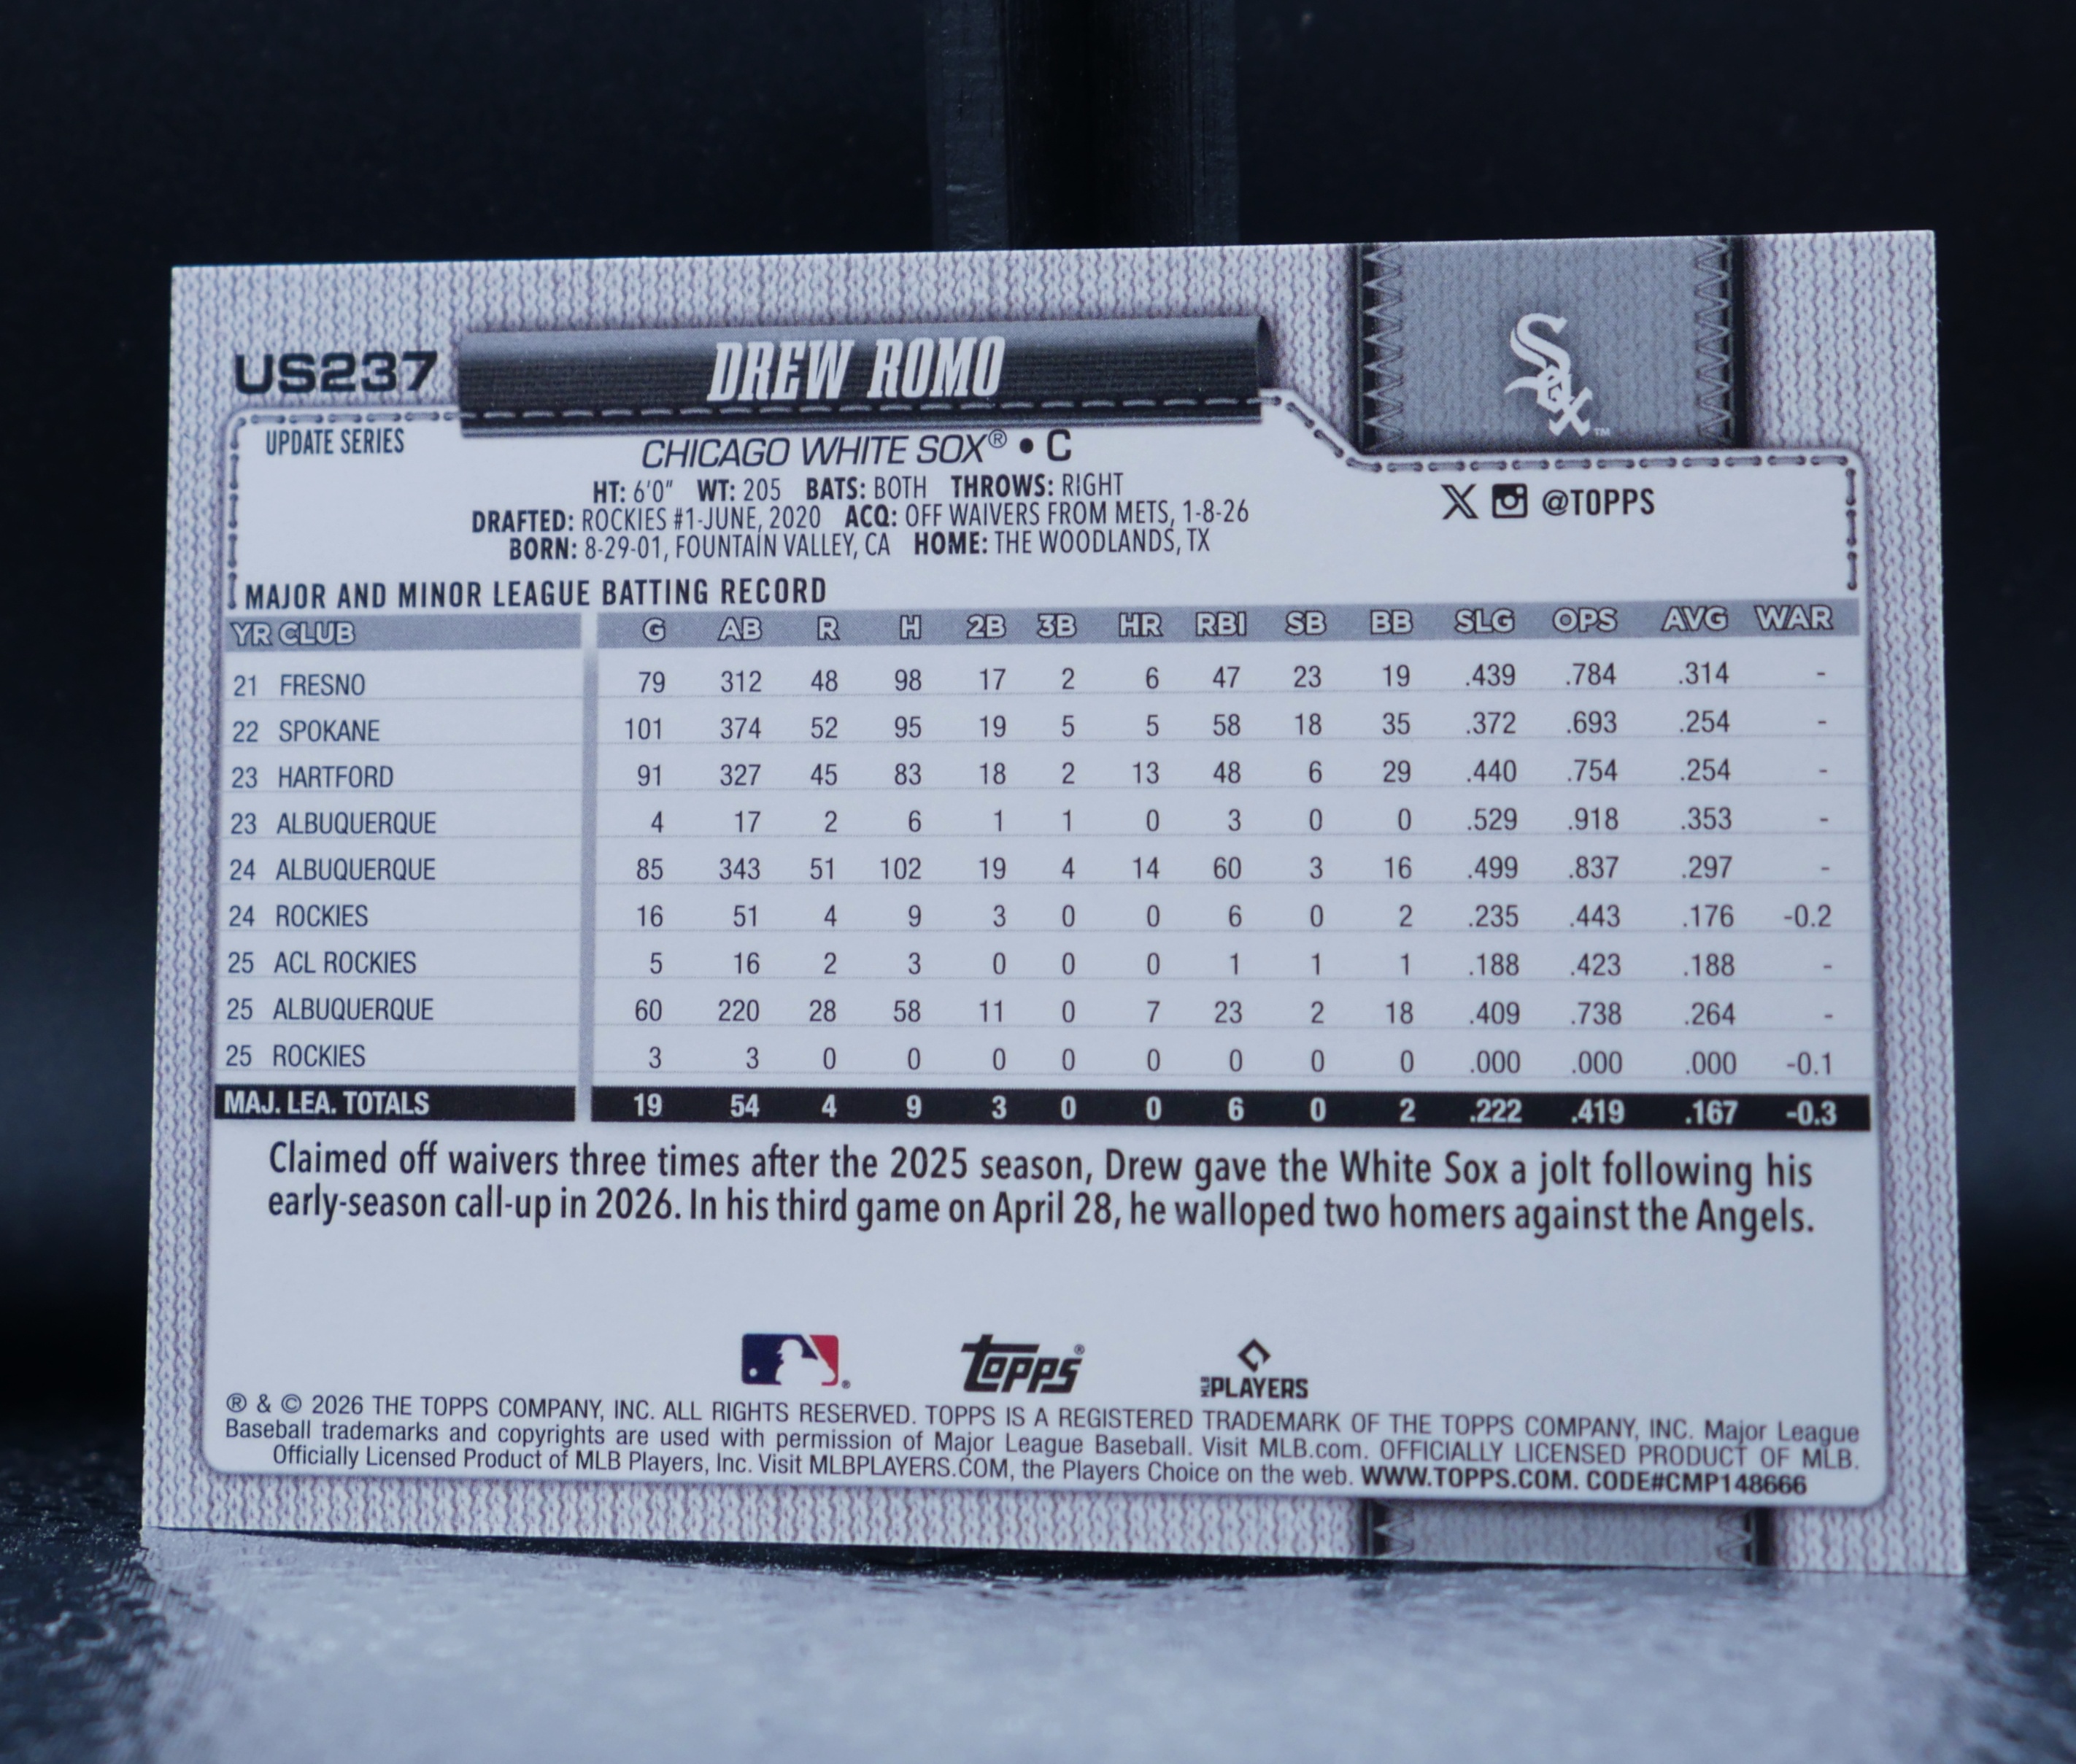 US237
DREW ROMO
Sox™
UPDATE SERIES
CHICAGO WHITE SOX® • C
HT: 6'0" WT: 205 BATS: BOTH THROWS: RIGHT
DRAFTED: ROCKIES #1-JUNE, 2020 ACQ: OFF WAIVERS FROM METS, 1-8-26
BORN: 8-29-01, FOUNTAIN VALLEY, CA HOME: THE WOODLANDS, TX
@TOPPS
MAJOR AND MINOR LEAGUE BATTING RECORD
YR CLUB G AB R H 2B 3B HR RBI SB BB SLG OPS AVG WAR
21 FRESNO 79 312 48 98 17 2 6 47 23 19 .439 .784 .314 -
22 SPOKANE 101 374 52 95 19 5 5 58 18 35 .372 .693 .254 -
23 HARTFORD 91 327 45 83 18 2 13 48 6 29 .440 .754 .254 -
23 ALBUQUERQUE 4 17 2 6 1 1 0 3 0 0 .529 .918 .353 -
24 ALBUQUERQUE 85 343 51 102 19 4 14 60 3 16 .499 .837 .297 -
24 ROCKIES 16 51 4 9 3 0 0 6 0 2 .235 .443 .176 -0.2
25 ACL ROCKIES 5 16 2 3 0 0 0 1 1 1 .188 .423 .188 -
25 ALBUQUERQUE 60 220 28 58 11 0 7 23 2 18 .409 .738 .264 -
25 ROCKIES 3 3 0 0 0 0 0 0 0 0 .000 .000 .000 -0.1
MAJ. LEA. TOTALS 19 54 4 9 3 0 0 6 0 2 .222 .419 .167 -0.3
Claimed off waivers three times after the 2025 season, Drew gave the White Sox a jolt following his
early-season call-up in 2026. In his third game on April 28, he walloped two homers against the Angels.
® topps® MLB PLAYERS
® & © 2026 THE TOPPS COMPANY, INC. ALL RIGHTS RESERVED. TOPPS IS A REGISTERED TRADEMARK OF THE TOPPS COMPANY, INC. Major League
Baseball trademarks and copyrights are used with permission of Major League Baseball. Visit MLB.com. OFFICIALLY LICENSED PRODUCT OF MLB.
Officially Licensed Product of MLB Players, Inc. Visit MLBPLAYERS.COM, the Players Choice on the web. WWW.TOPPS.COM. CODE#CMP148666